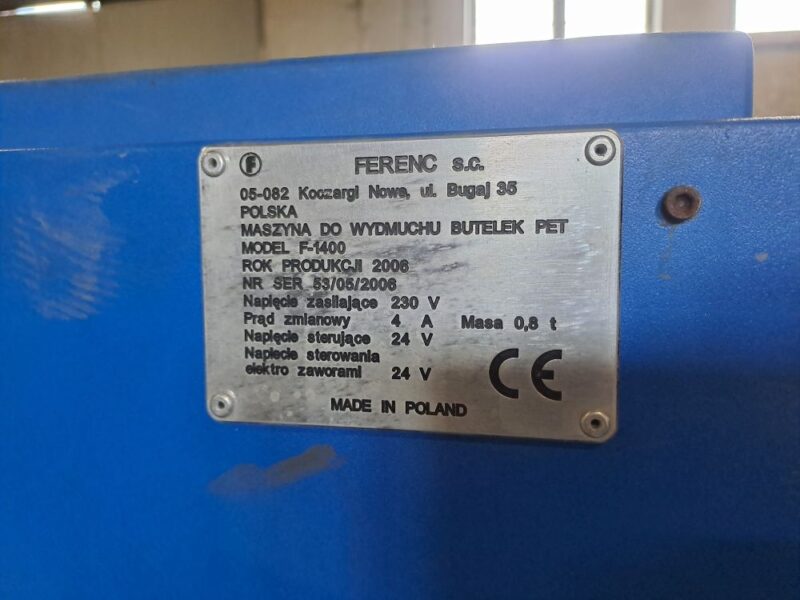 F FERENC s.c.
05-082 Koczargi Nowe, ul. Bugaj 35
POLSKA
MASZYNA DO WYDMUCHU BUTELEK PET
MODEL F-1400
ROK PRODUKCJI 2006
NR SER 53/05/2006
Napięcie zasilające 230 V
Prąd zmianowy 4 A Masa 0,8 t
Napięcie sterujące 24 V
Napięcie sterowania
elektro zaworami 24 V
CE
MADE IN POLAND